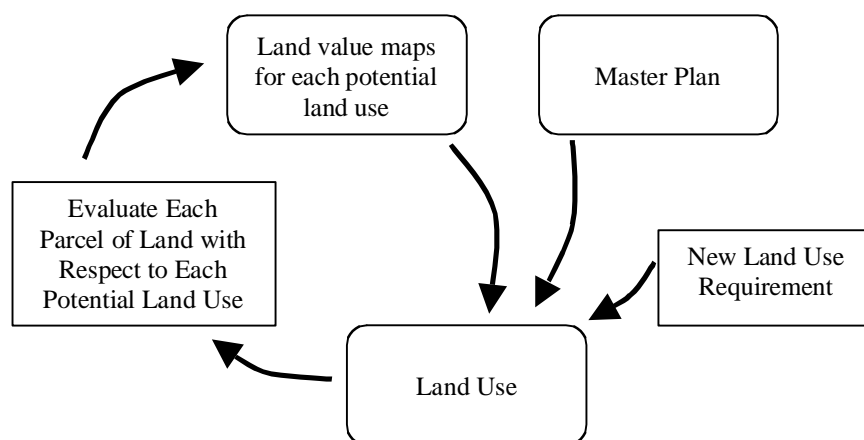 Land value maps
for each potential
land use
Master Plan
Evaluate Each
Parcel of Land with
Respect to Each
Potential Land Use
New Land Use
Requirement
Land Use